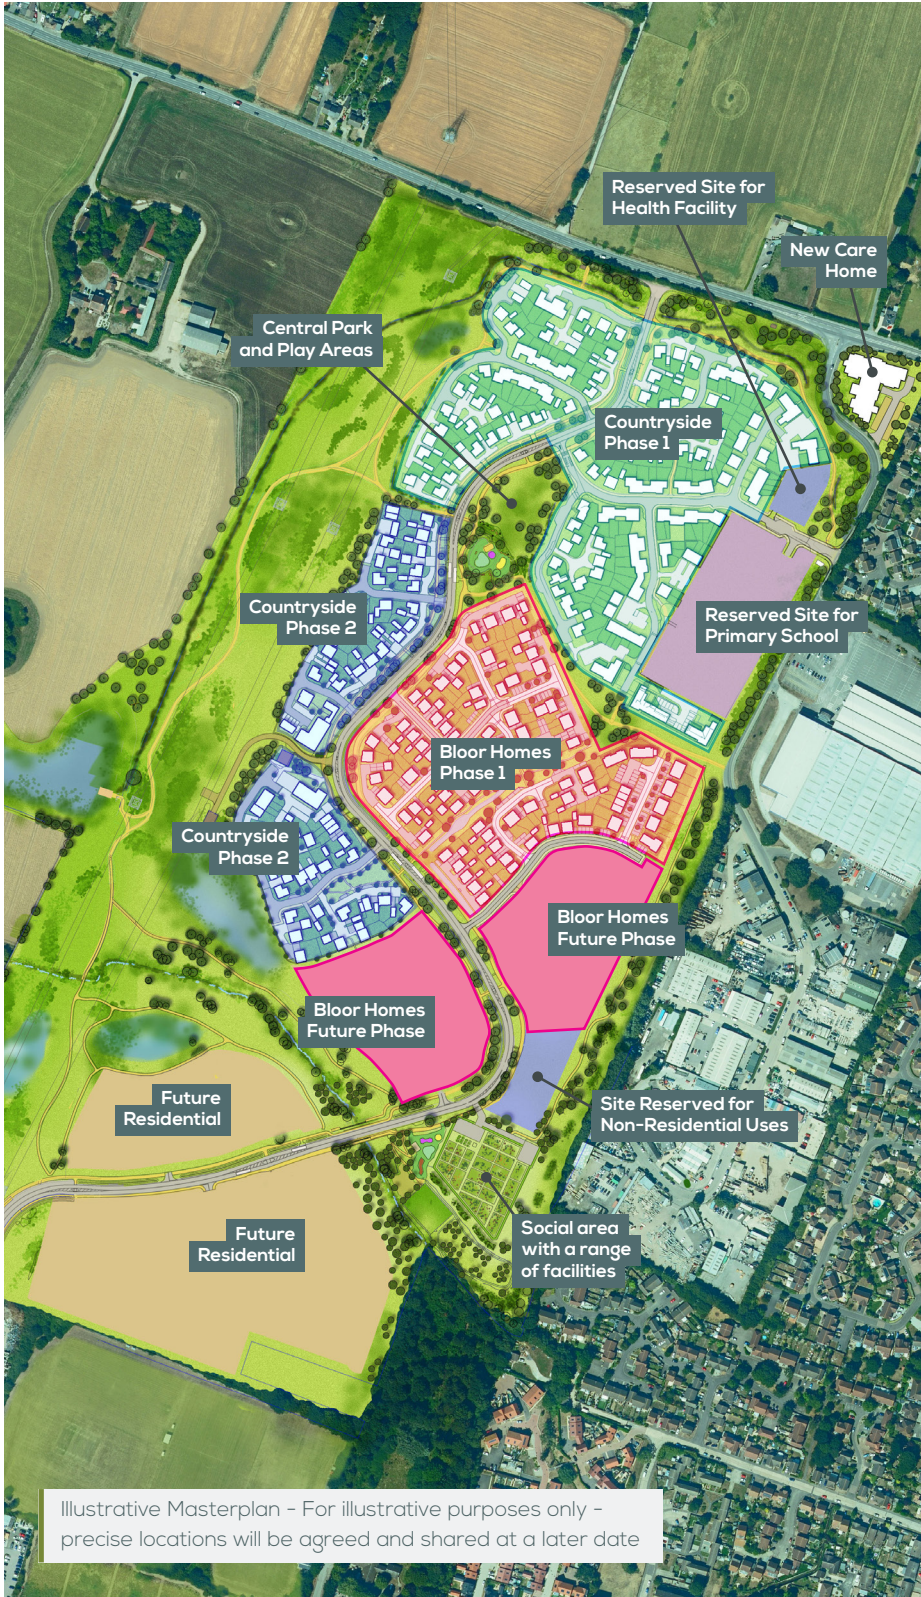 Reserved Site for
Health Facility
New Care
Home
Central Park
and Play Areas
Countryside
Phase 1
Countryside
Phase 2
Reserved Site for
Primary School
Bloor Homes
Phase 1
Countryside
Phase 2
Bloor Homes
Future Phase
Bloor Homes
Future Phase
Future
Residential
Site Reserved for
Non-Residential Uses
Future
Residential
Social area
with a range
of facilities
Illustrative Masterplan - For illustrative purposes only -
precise locations will be agreed and shared at a later date